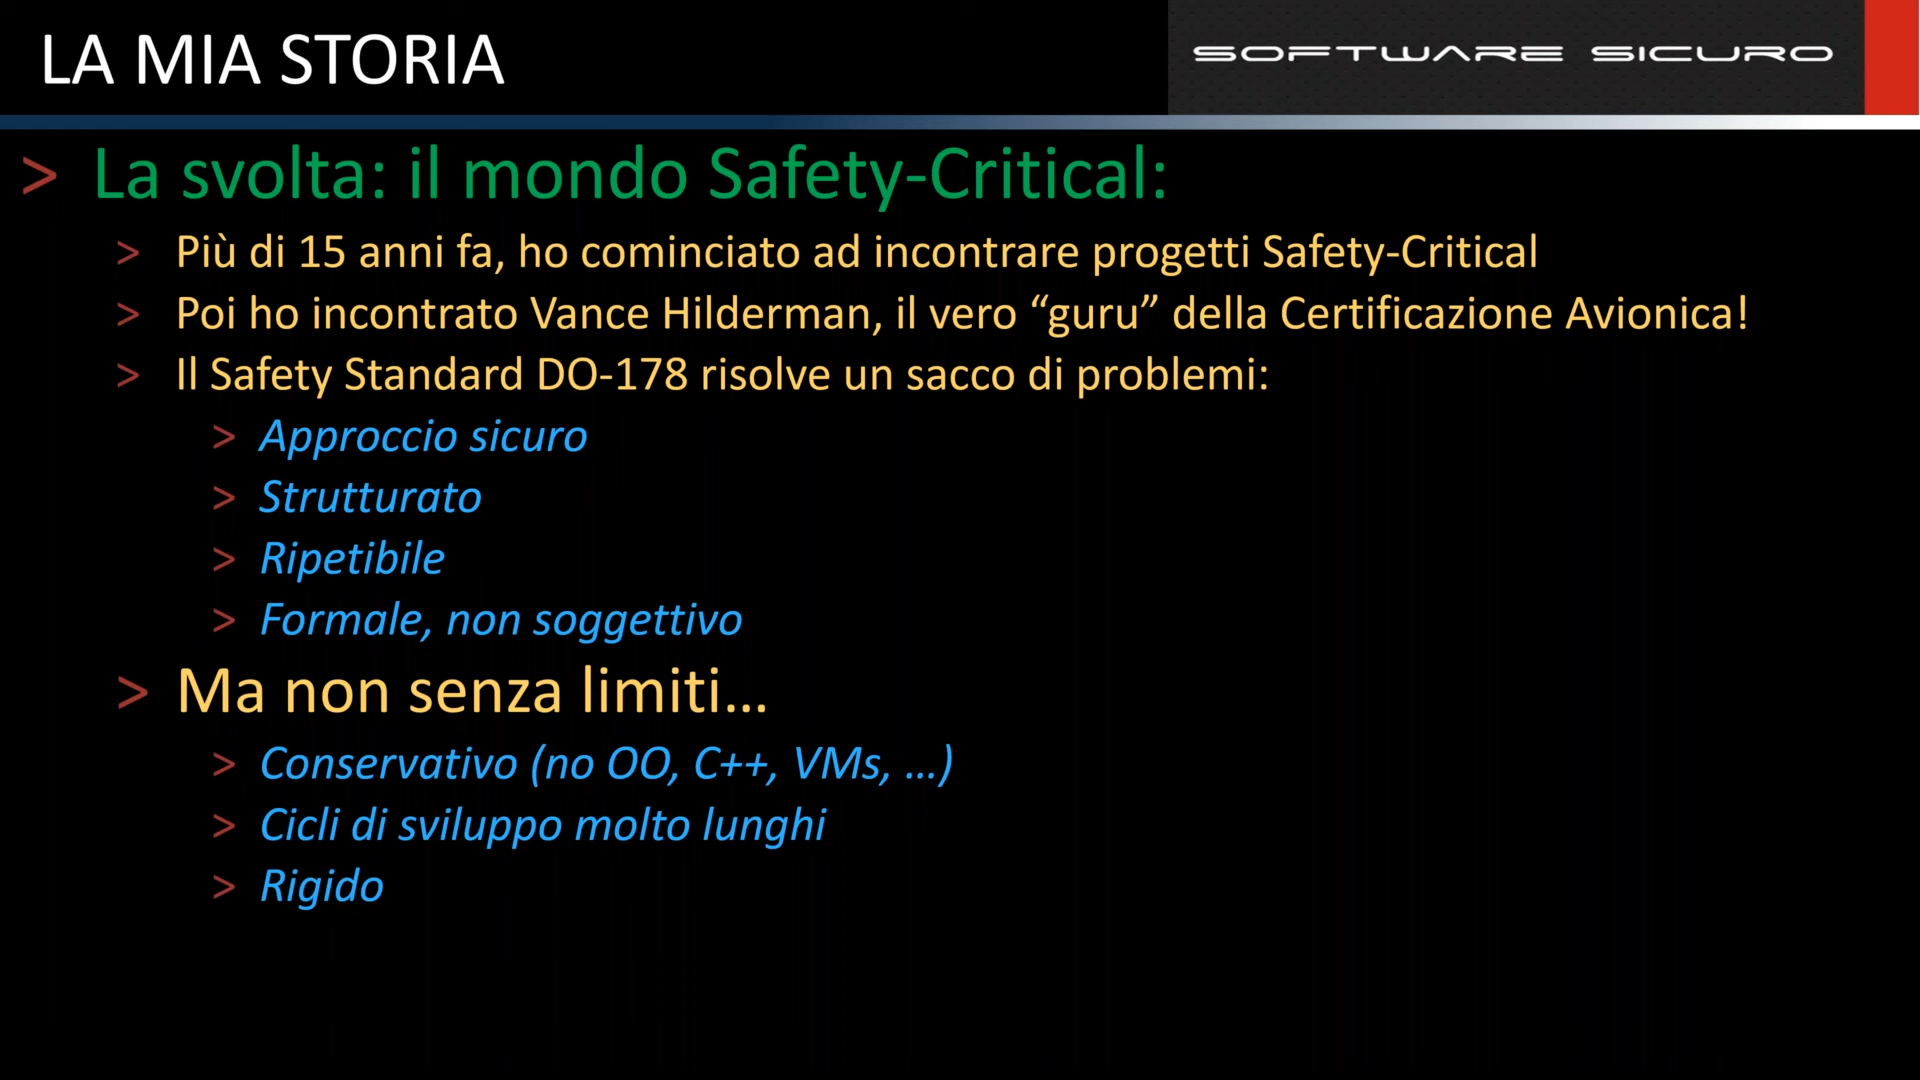 LA MIA STORIA
SOFTWARE SICURO
> La svolta: il mondo Safety-Critical:
> Più di 15 anni fa, ho cominciato ad incontrare progetti Safety-Critical
> Poi ho incontrato Vance Hilderman, il vero “guru” della Certificazione Avionica!
> Il Safety Standard DO-178 risolve un sacco di problemi:
> Approccio sicuro
> Strutturato
> Ripetibile
> Formale, non soggettivo
> Ma non senza limiti…
> Conservativo (no OO, C++, VMs, …)
> Cicli di sviluppo molto lunghi
> Rigido